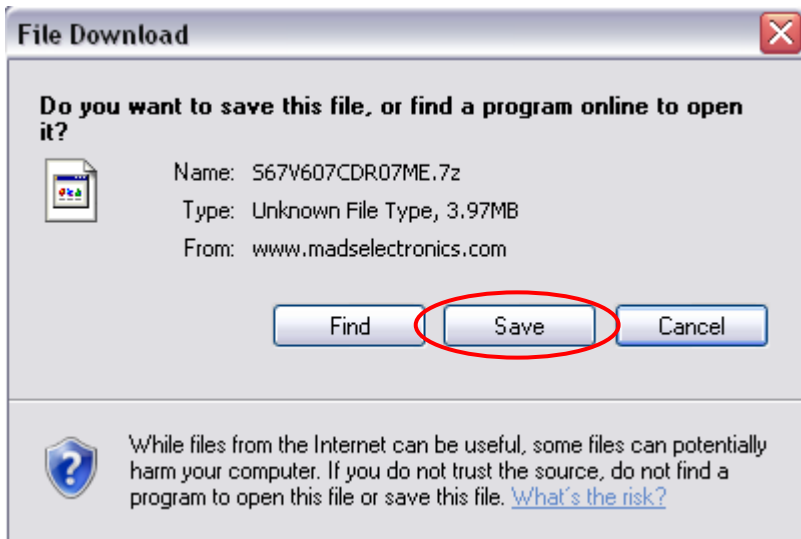 File Download
Do you want to save this file, or find a program online to open
it?
Name: S67V607CDR07ME.7z
Type: Unknown File Type, 3.97MB
From: www.madselectronics.com
Find Save Cancel
While files from the Internet can be useful, some files can potentially
harm your computer. If you do not trust the source, do not find a
program to open this file or save this file. What´s the risk?